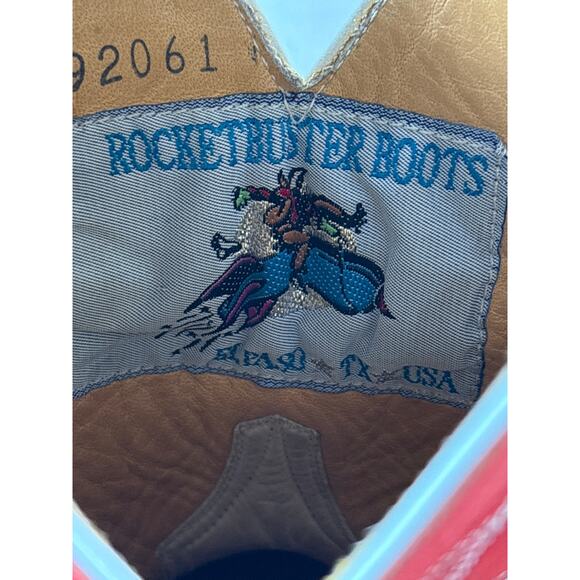 92061
ROCKETBUSTER BOOTS
EL PASO ★ TX ★ USA